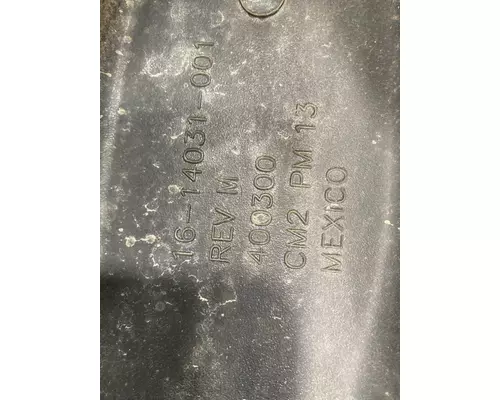 16-14031-001
REV M
400300
CM2 PM 13
MEXICO